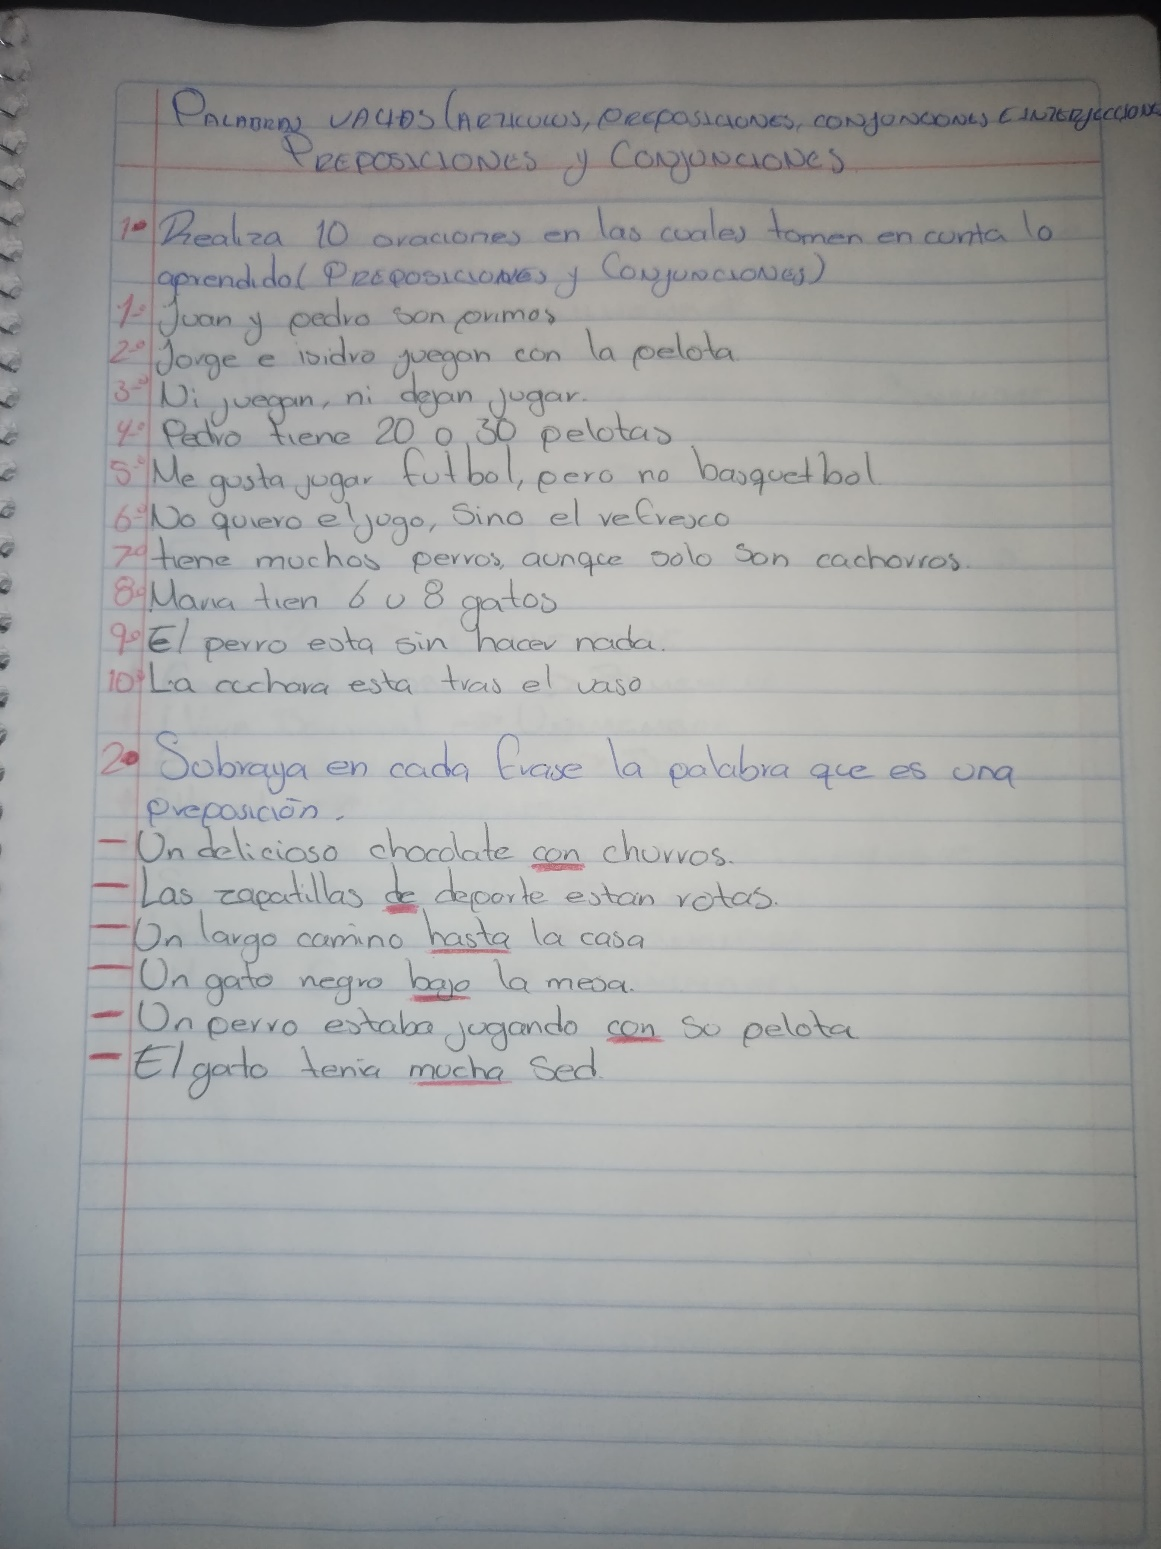 PALABRAS VACIAS (ARTICULOS, PREPOSICIONES, CONJUNCIONES E INTERJECCIONES
PREPOSICIONES y CONJUNCIONES
1- Realiza 10 oraciones en las cuales tomen en cunta lo
aprendido( PREPOSICIONES y CONJUNCIONES)
1-º Juan y pedro son primos
2-º Jorge e isidro juegan con la pelota
3-º Ni juegan, ni dejan jugar.
4-º Pedro tiene 20 o 30 pelotas
5-º Me gusta jugar futbol, pero no basquetbol
6-º No quiero el jugo, sino el refresco
7-º tiene muchos perros, aunque solo son cachorros.
8-º Maria tien 6 u 8 gatos
9-º El perro esta sin hacer nada.
10-º La cuchara esta tras el vaso
2- Subraya en cada frase la palabra que es una
preposición.
- Un delicioso chocolate con churros.
- Las zapatillas de deporte estan rotas.
- Un largo camino hasta la casa
- Un gato negro bajo la mesa.
- Un perro estaba jugando con su pelota
- El gato tenia mucha sed.